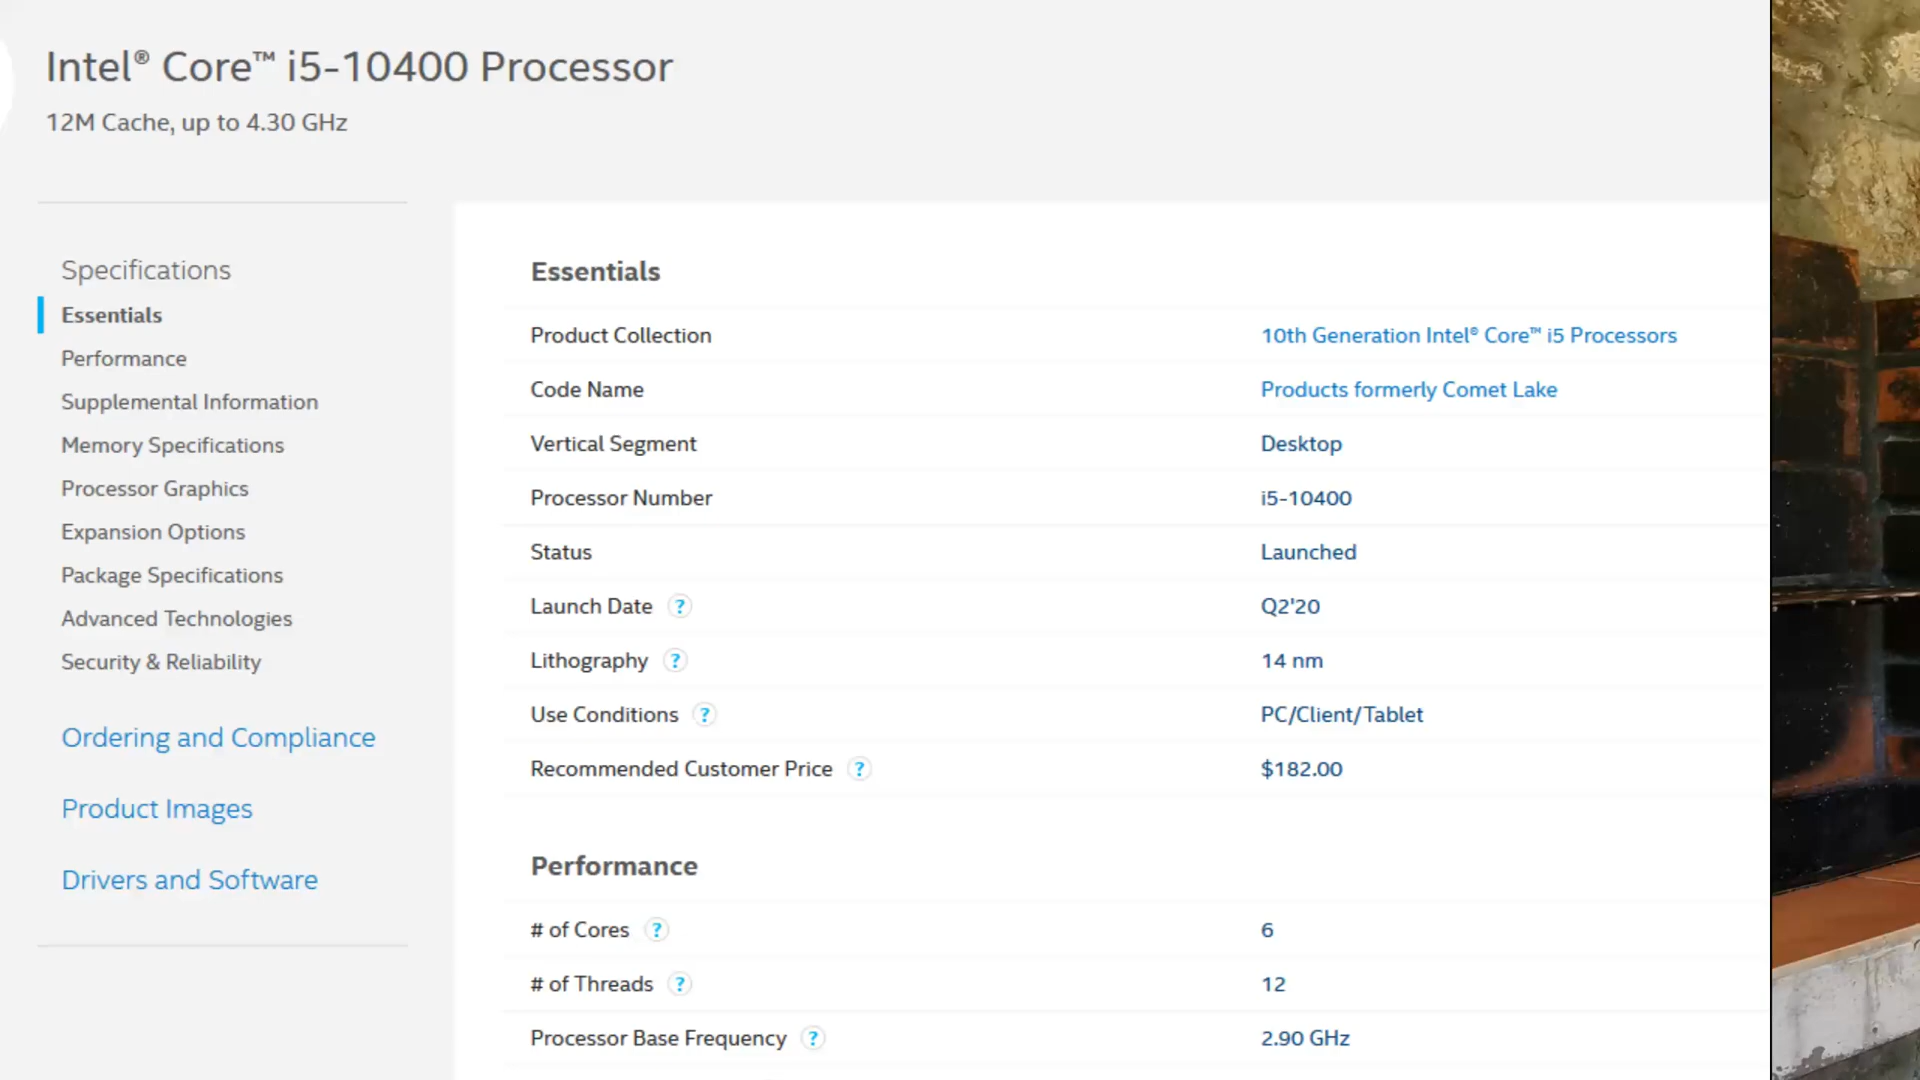 Intel® Core™ i5-10400 Processor
12M Cache, up to 4.30 GHz
Specifications
Essentials
Performance
Supplemental Information
Memory Specifications
Processor Graphics
Expansion Options
Package Specifications
Advanced Technologies
Security & Reliability
Ordering and Compliance
Product Images
Drivers and Software
Essentials
Product Collection 10th Generation Intel® Core™ i5 Processors
Code Name Products formerly Comet Lake
Vertical Segment Desktop
Processor Number i5-10400
Status Launched
Launch Date ? Q2'20
Lithography ? 14 nm
Use Conditions ? PC/Client/Tablet
Recommended Customer Price ? $182.00
Performance
# of Cores ? 6
# of Threads ? 12
Processor Base Frequency ? 2.90 GHz